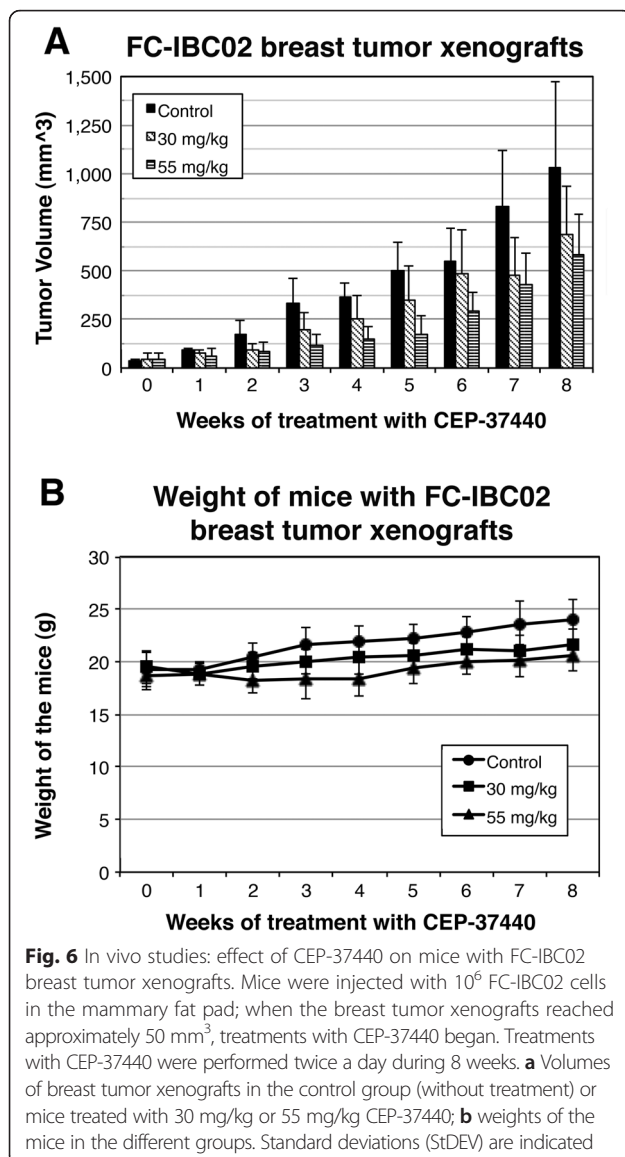 A
FC-IBC02 breast tumor xenografts
1,500
1,250
1,000
750
500
250
0
Tumor Volume (mm^3)
Control
30 mg/kg
55 mg/kg
0 1 2 3 4 5 6 7 8
Weeks of treatment with CEP-37440
B
Weight of mice with FC-IBC02
breast tumor xenografts
30
25
20
15
10
5
0
Weight of the mice (g)
Control
30 mg/kg
55 mg/kg
0 1 2 3 4 5 6 7 8
Weeks of treatment with CEP-37440
Fig. 6 In vivo studies: effect of CEP-37440 on mice with FC-IBC02
breast tumor xenografts. Mice were injected with 10⁶ FC-IBC02 cells
in the mammary fat pad; when the breast tumor xenografts reached
approximately 50 mm³, treatments with CEP-37440 began. Treatments
with CEP-37440 were performed twice a day during 8 weeks. a Volumes
of breast tumor xenografts in the control group (without treatment) or
mice treated with 30 mg/kg or 55 mg/kg CEP-37440; b weights of the
mice in the different groups. Standard deviations (StDEV) are indicated